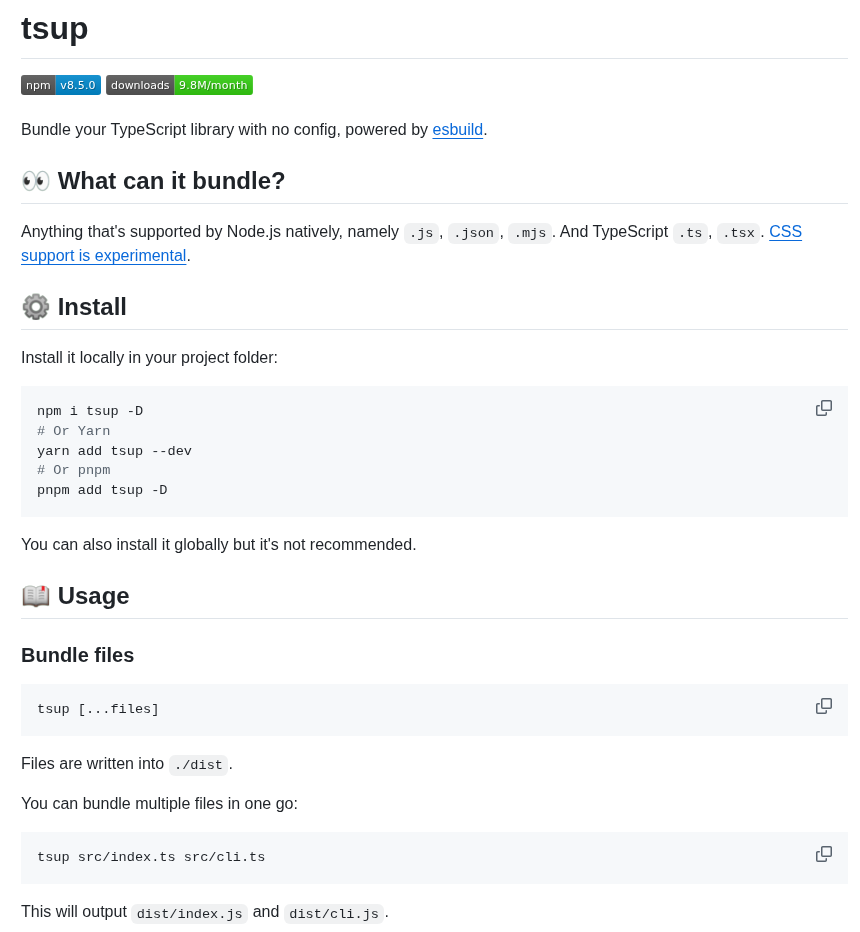 tsup
npm v8.5.0 downloads 9.8M/month
Bundle your TypeScript library with no config, powered by esbuild.
👀 What can it bundle?
Anything that's supported by Node.js natively, namely .js, .json, .mjs. And TypeScript .ts, .tsx. CSS
support is experimental.
⚙️ Install
Install it locally in your project folder:
npm i tsup -D
# Or Yarn
yarn add tsup --dev
# Or pnpm
pnpm add tsup -D
You can also install it globally but it's not recommended.
📖 Usage
Bundle files
tsup [...files]
Files are written into ./dist.
You can bundle multiple files in one go:
tsup src/index.ts src/cli.ts
This will output dist/index.js and dist/cli.js.